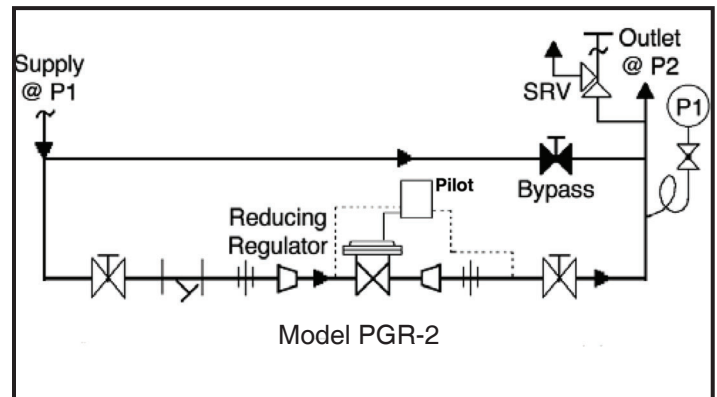 Supply
@ P1
Outlet
@ P2
SRV
P1
Pilot
Bypass
Reducing
Regulator
Model PGR-2